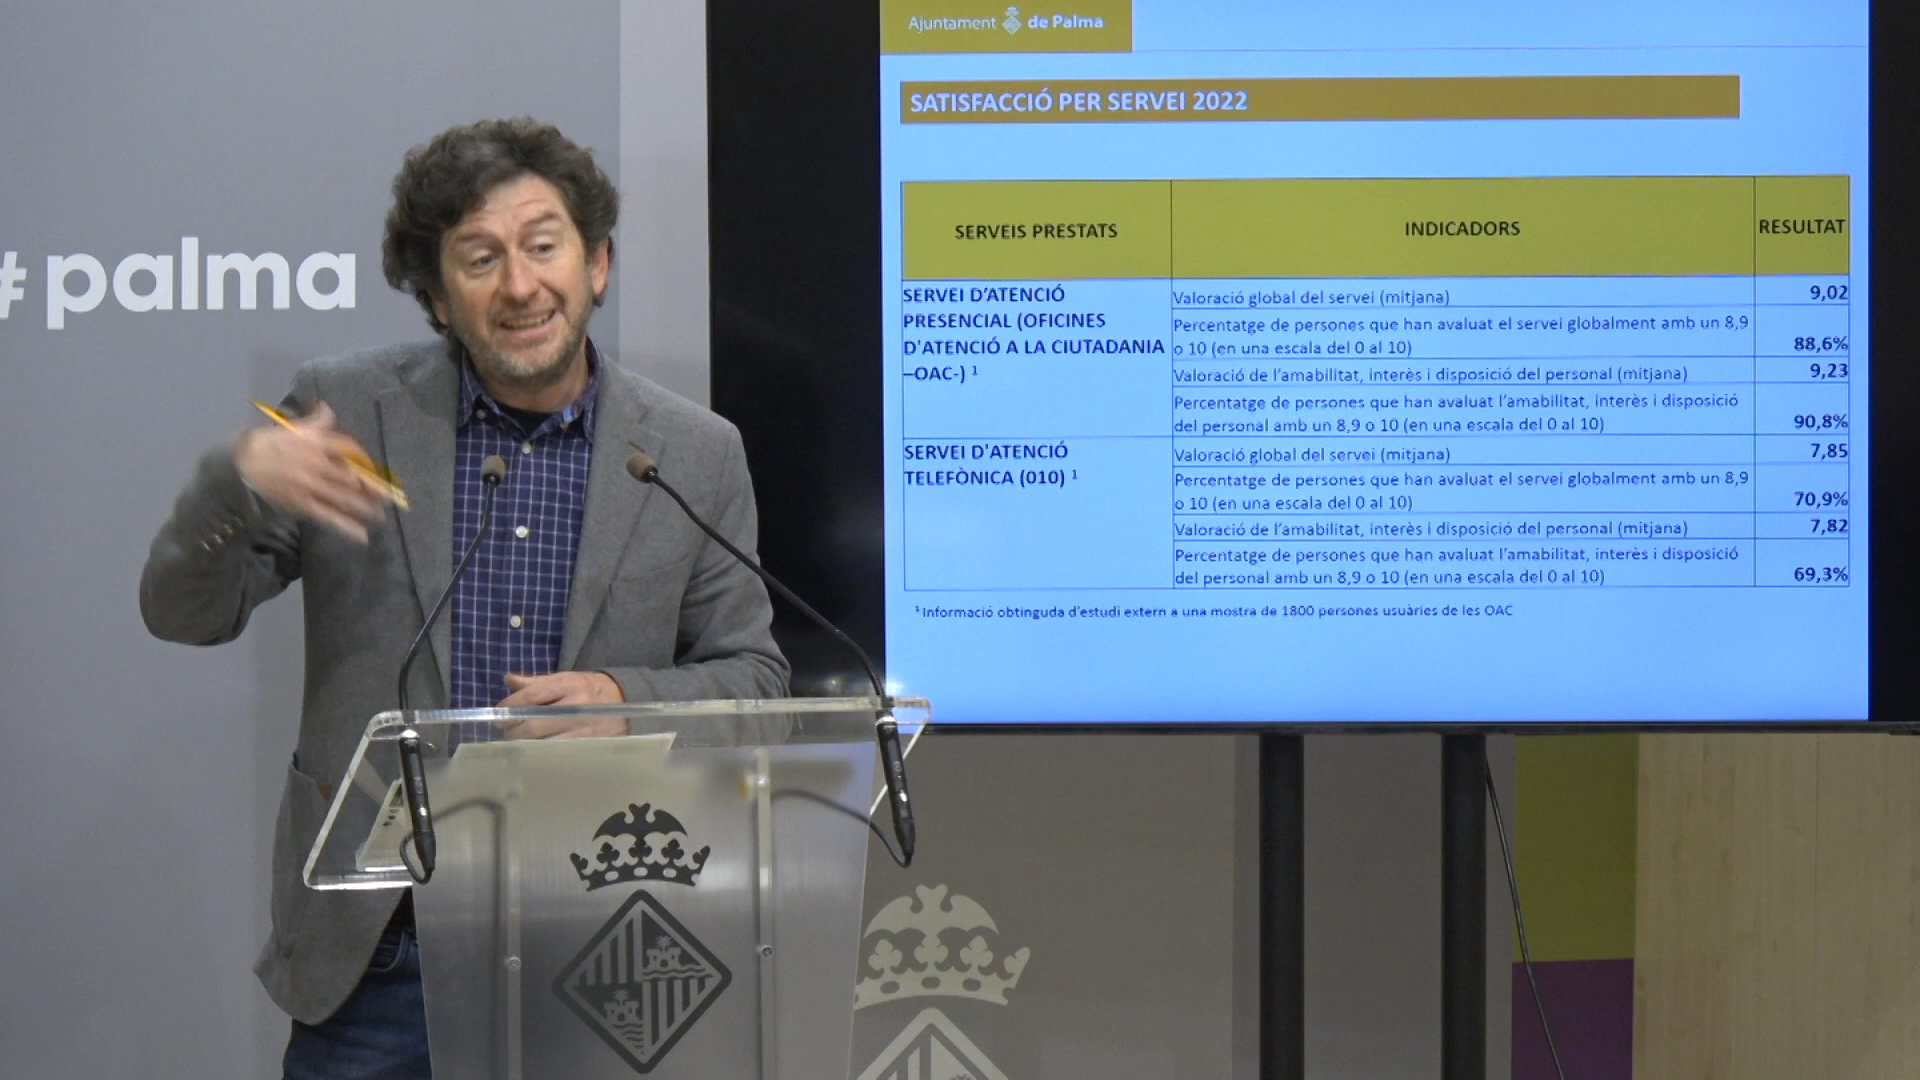 #palma
Ajuntament de Palma
SATISFACCIÓ PER SERVEI 2022
SERVEIS PRESTATS
INDICADORS
RESULTAT
SERVEI D'ATENCIÓ
PRESENCIAL (OFICINES
D'ATENCIÓ A LA CIUTADANIA
–OAC-) ¹
Valoració global del servei (mitjana)
9,02
Percentatge de persones que han avaluat el servei globalment amb un 8,9
o 10 (en una escala del 0 al 10)
88,6%
Valoració de l'amabilitat, interès i disposició del personal (mitjana)
9,23
Percentatge de persones que han avaluat l'amabilitat, interès i disposició
del personal amb un 8,9 o 10 (en una escala del 0 al 10)
90,8%
SERVEI D'ATENCIÓ
TELEFÒNICA (010) ¹
Valoració global del servei (mitjana)
7,85
Percentatge de persones que han avaluat el servei globalment amb un 8,9
o 10 (en una escala del 0 al 10)
70,9%
Valoració de l'amabilitat, interès i disposició del personal (mitjana)
7,82
Percentatge de persones que han avaluat l'amabilitat, interès i disposició
del personal amb un 8,9 o 10 (en una escala del 0 al 10)
69,3%
¹ Informació obtinguda d'estudi extern a una mostra de 1800 persones usuàries de les OAC